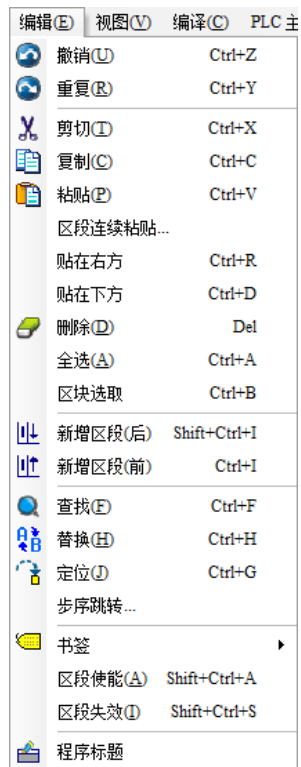 编辑(E) 视图(V) 编译(C) PLC 主
撤销(U) Ctrl+Z
重复(R) Ctrl+Y
剪切(T) Ctrl+X
复制(C) Ctrl+C
粘贴(P) Ctrl+V
区段连续粘贴...
贴在右方 Ctrl+R
贴在下方 Ctrl+D
删除(D) Del
全选(A) Ctrl+A
区块选取 Ctrl+B
新增区段(后) Shift+Ctrl+I
新增区段(前) Ctrl+I
查找(F) Ctrl+F
替换(H) Ctrl+H
定位(J) Ctrl+G
步序跳转...
书签
区段使能(A) Shift+Ctrl+A
区段失效(I) Shift+Ctrl+S
程序标题